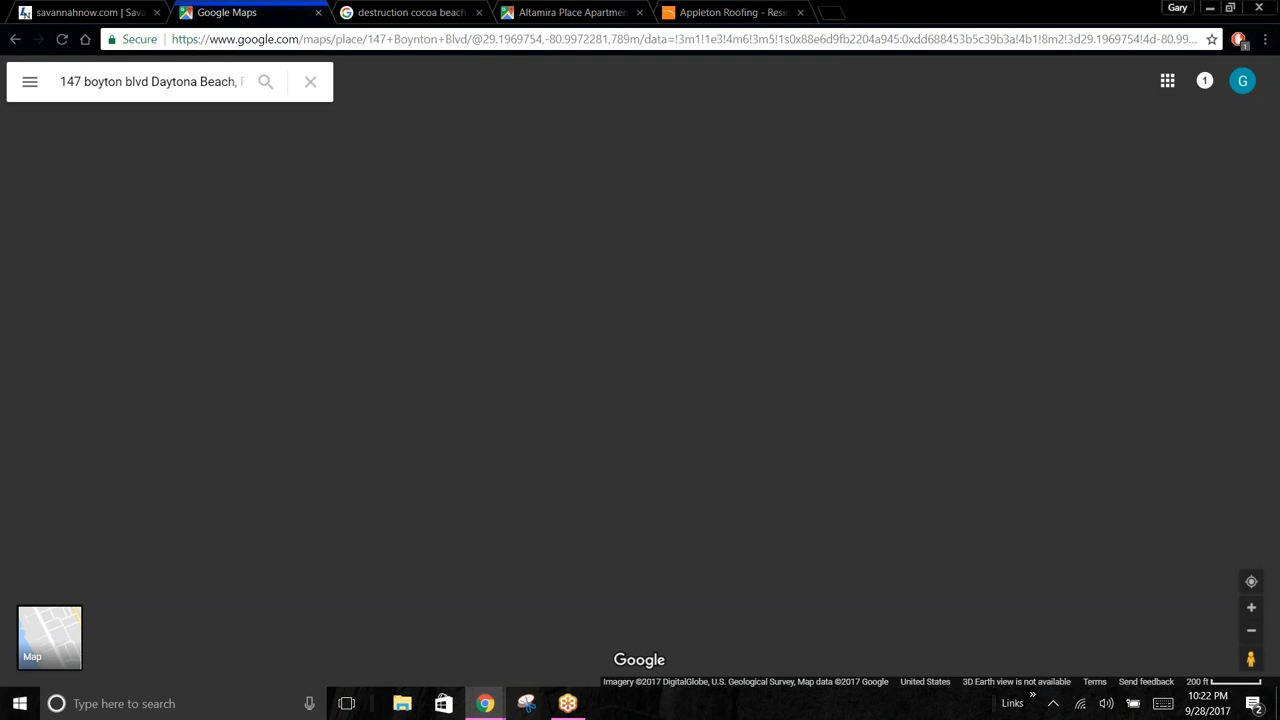 savannahnow.com | Sava
Google Maps
destruction cocoa beach
Altamira Place Apartmen
Appleton Roofing - Resi
Gary
Secure
https://www.google.com/maps/place/147+Boynton+Blvd/@29.1969754,-80.9972281,789m/data=!3m1!1e3!4m6!3m5!1s0x88e6d9fb2204a945:0xdd688453b5c39b3a!4b1!8m2!3d29.1969754!4d-80.99...
1
147 boyton blvd Daytona Beach, F
1
G
Map
Google
Imagery ©2017 DigitalGlobe, U.S. Geological Survey, Map data ©2017 Google United States 3D Earth view is not available Terms Send feedback 200 ft
Type here to search
Links
»
10:22 PM
9/28/2017
2